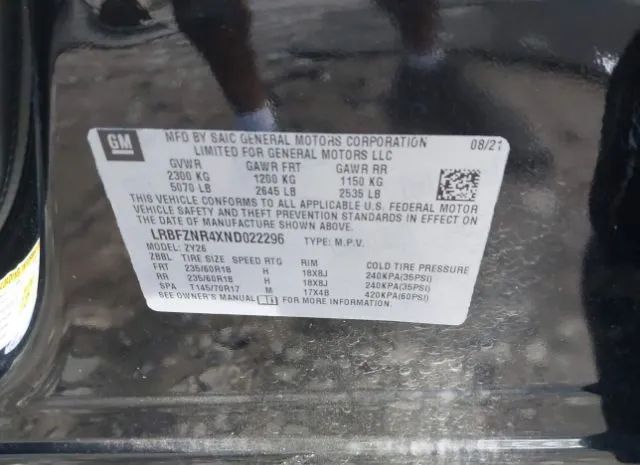 GM
MFD BY SAIC GENERAL MOTORS CORPORATION 08/21
LIMITED FOR GENERAL MOTORS LLC
GVWR GAWR FRT GAWR RR
2300 KG 1200 KG 1150 KG
5070 LB 2645 LB 2535 LB
THIS VEHICLE CONFORMS TO ALL APPLICABLE U.S. FEDERAL MOTOR
VEHICLE SAFETY AND THEFT PREVENTION STANDARDS IN EFFECT ON
THE DATE OF MANUFACTURE SHOWN ABOVE.
LRBFZNR4XND022296 TYPE: M.P.V.
MODEL: ZY26
ZBBL TIRE SIZE SPEED RTG RIM COLD TIRE PRESSURE
FRT 235/60R18 H 18X8J 240KPA(35PSI)
RR 235/60R18 H 18X8J 240KPA(35PSI)
SPA T145/70R17 M 17X4B 420KPA(60PSI)
SEE OWNER'S MANUAL FOR MORE INFORMATION.